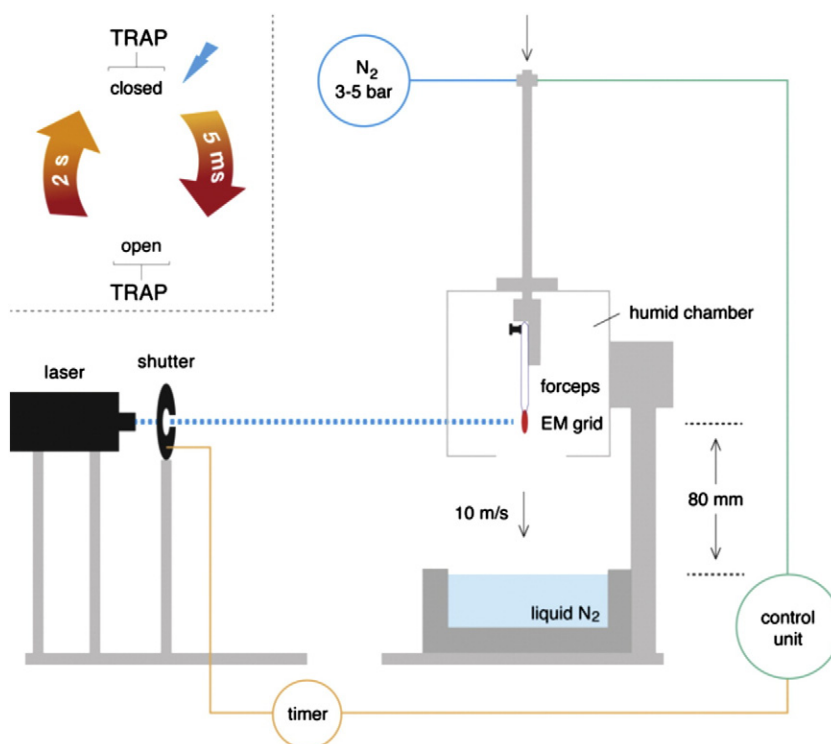 TRAP
closed
2 s
5 ms
open
TRAP
N2
3-5 bar
humid chamber
shutter
laser
forceps
EM grid
10 m/s
80 mm
liquid N2
control
unit
timer